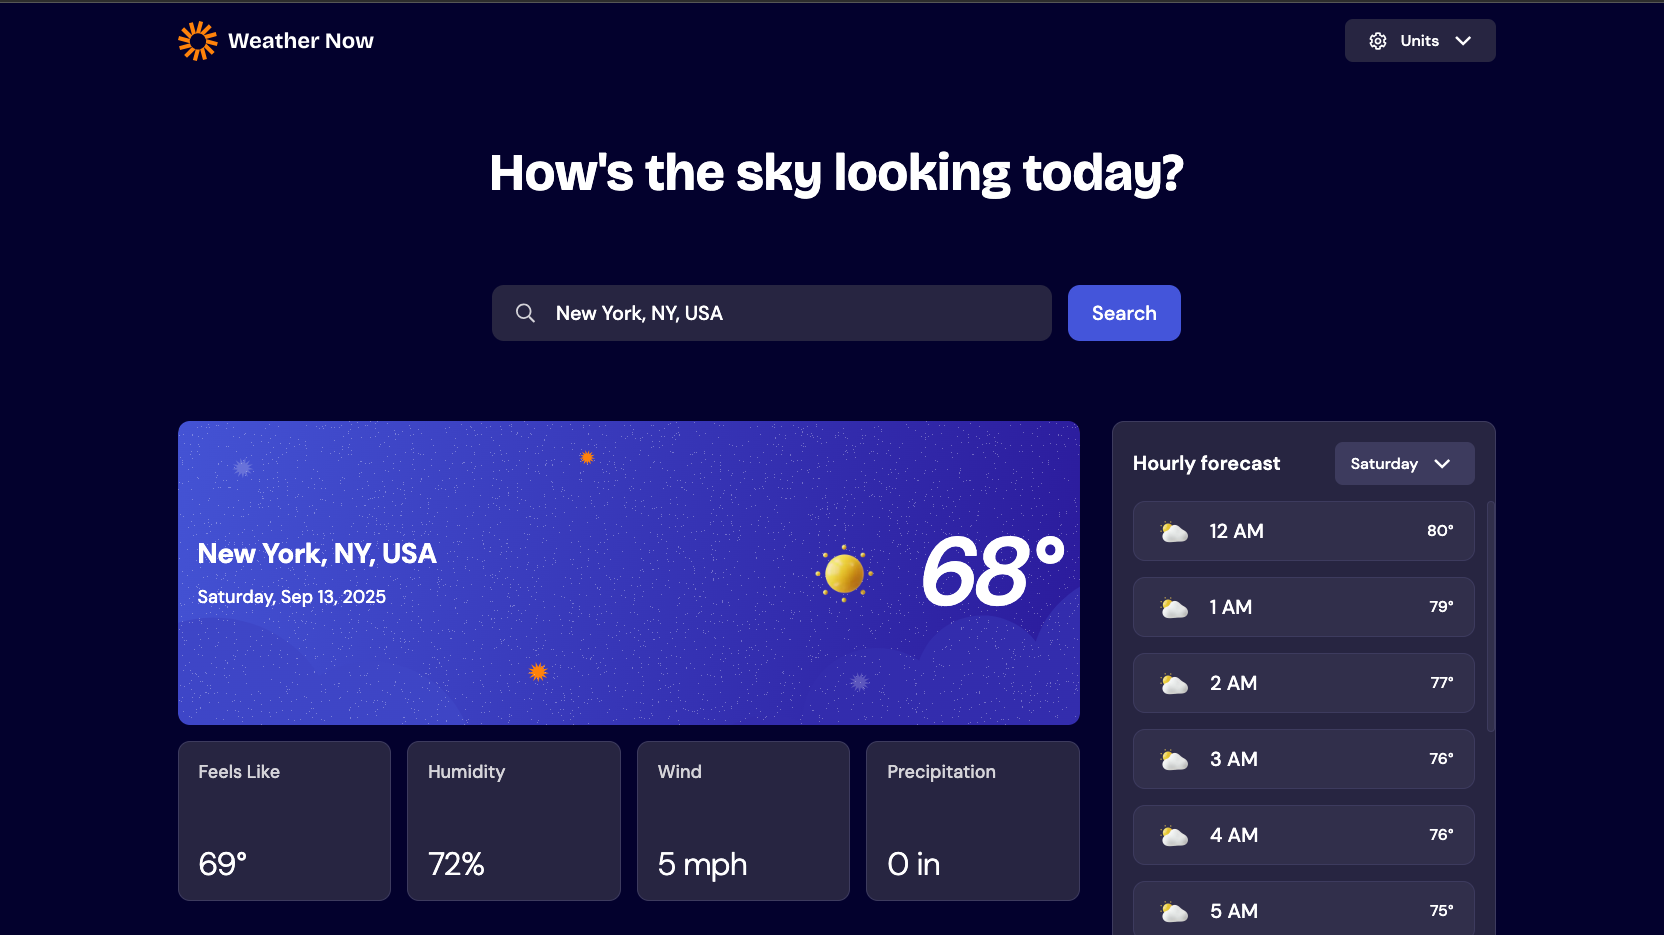 Weather Now
Units
How's the sky looking today?
New York, NY, USA
Search
New York, NY, USA
Saturday, Sep 13, 2025
68°
Feels Like
69°
Humidity
72%
Wind
5 mph
Precipitation
0 in
Hourly forecast
Saturday
12 AM 80°
1 AM 79°
2 AM 77°
3 AM 76°
4 AM 76°
5 AM 75°